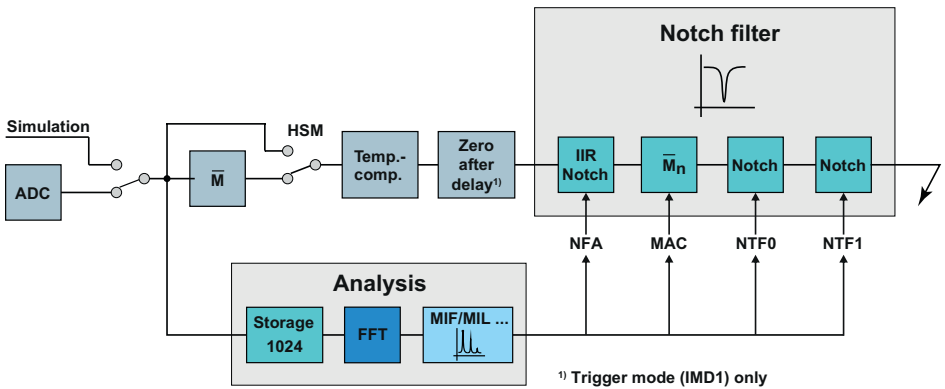 Notch filter
Simulation
HSM
ADC
M̅
Temp.-
comp.
Zero
after
delay¹⁾
IIR
Notch
M̅n
Notch
Notch
NFA
MAC
NTF0
NTF1
Analysis
Storage
1024
FFT
MIF/MIL ...
¹⁾ Trigger mode (IMD1) only